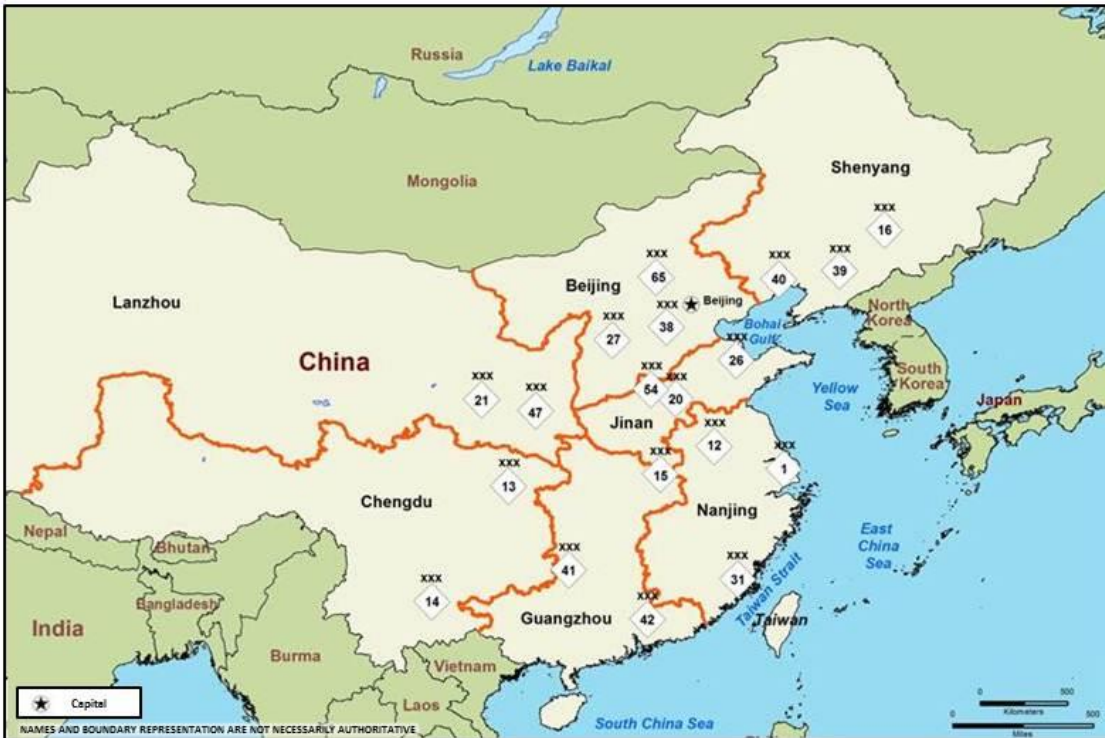 Russia
Lake Baikal
Mongolia
Shenyang
XXX
16
XXX
39
XXX
40
XXX
65
Beijing
Beijing
XXX
38
XXX
27
Lanzhou
China
North
Korea
South
Korea
Bohai
Gulf
XXX
26
Yellow
Sea
Japan
XXX
21
XXX
47
54
XXX
20
Jinan
XXX
12
XXX
1
XXX
15
XXX
13
Chengdu
Nanjing
Nepal
Bhutan
Bangladesh
India
East
China
Sea
XXX
41
XXX
31
Taiwan Strait
XXX
14
Guangzhou
XXX
42
Taiwan
Burma
Vietnam
Laos
South China Sea
Capital
NAMES AND BOUNDARY REPRESENTATION ARE NOT NECESSARILY AUTHORITATIVE
0 500
Kilometers
0 500
Miles